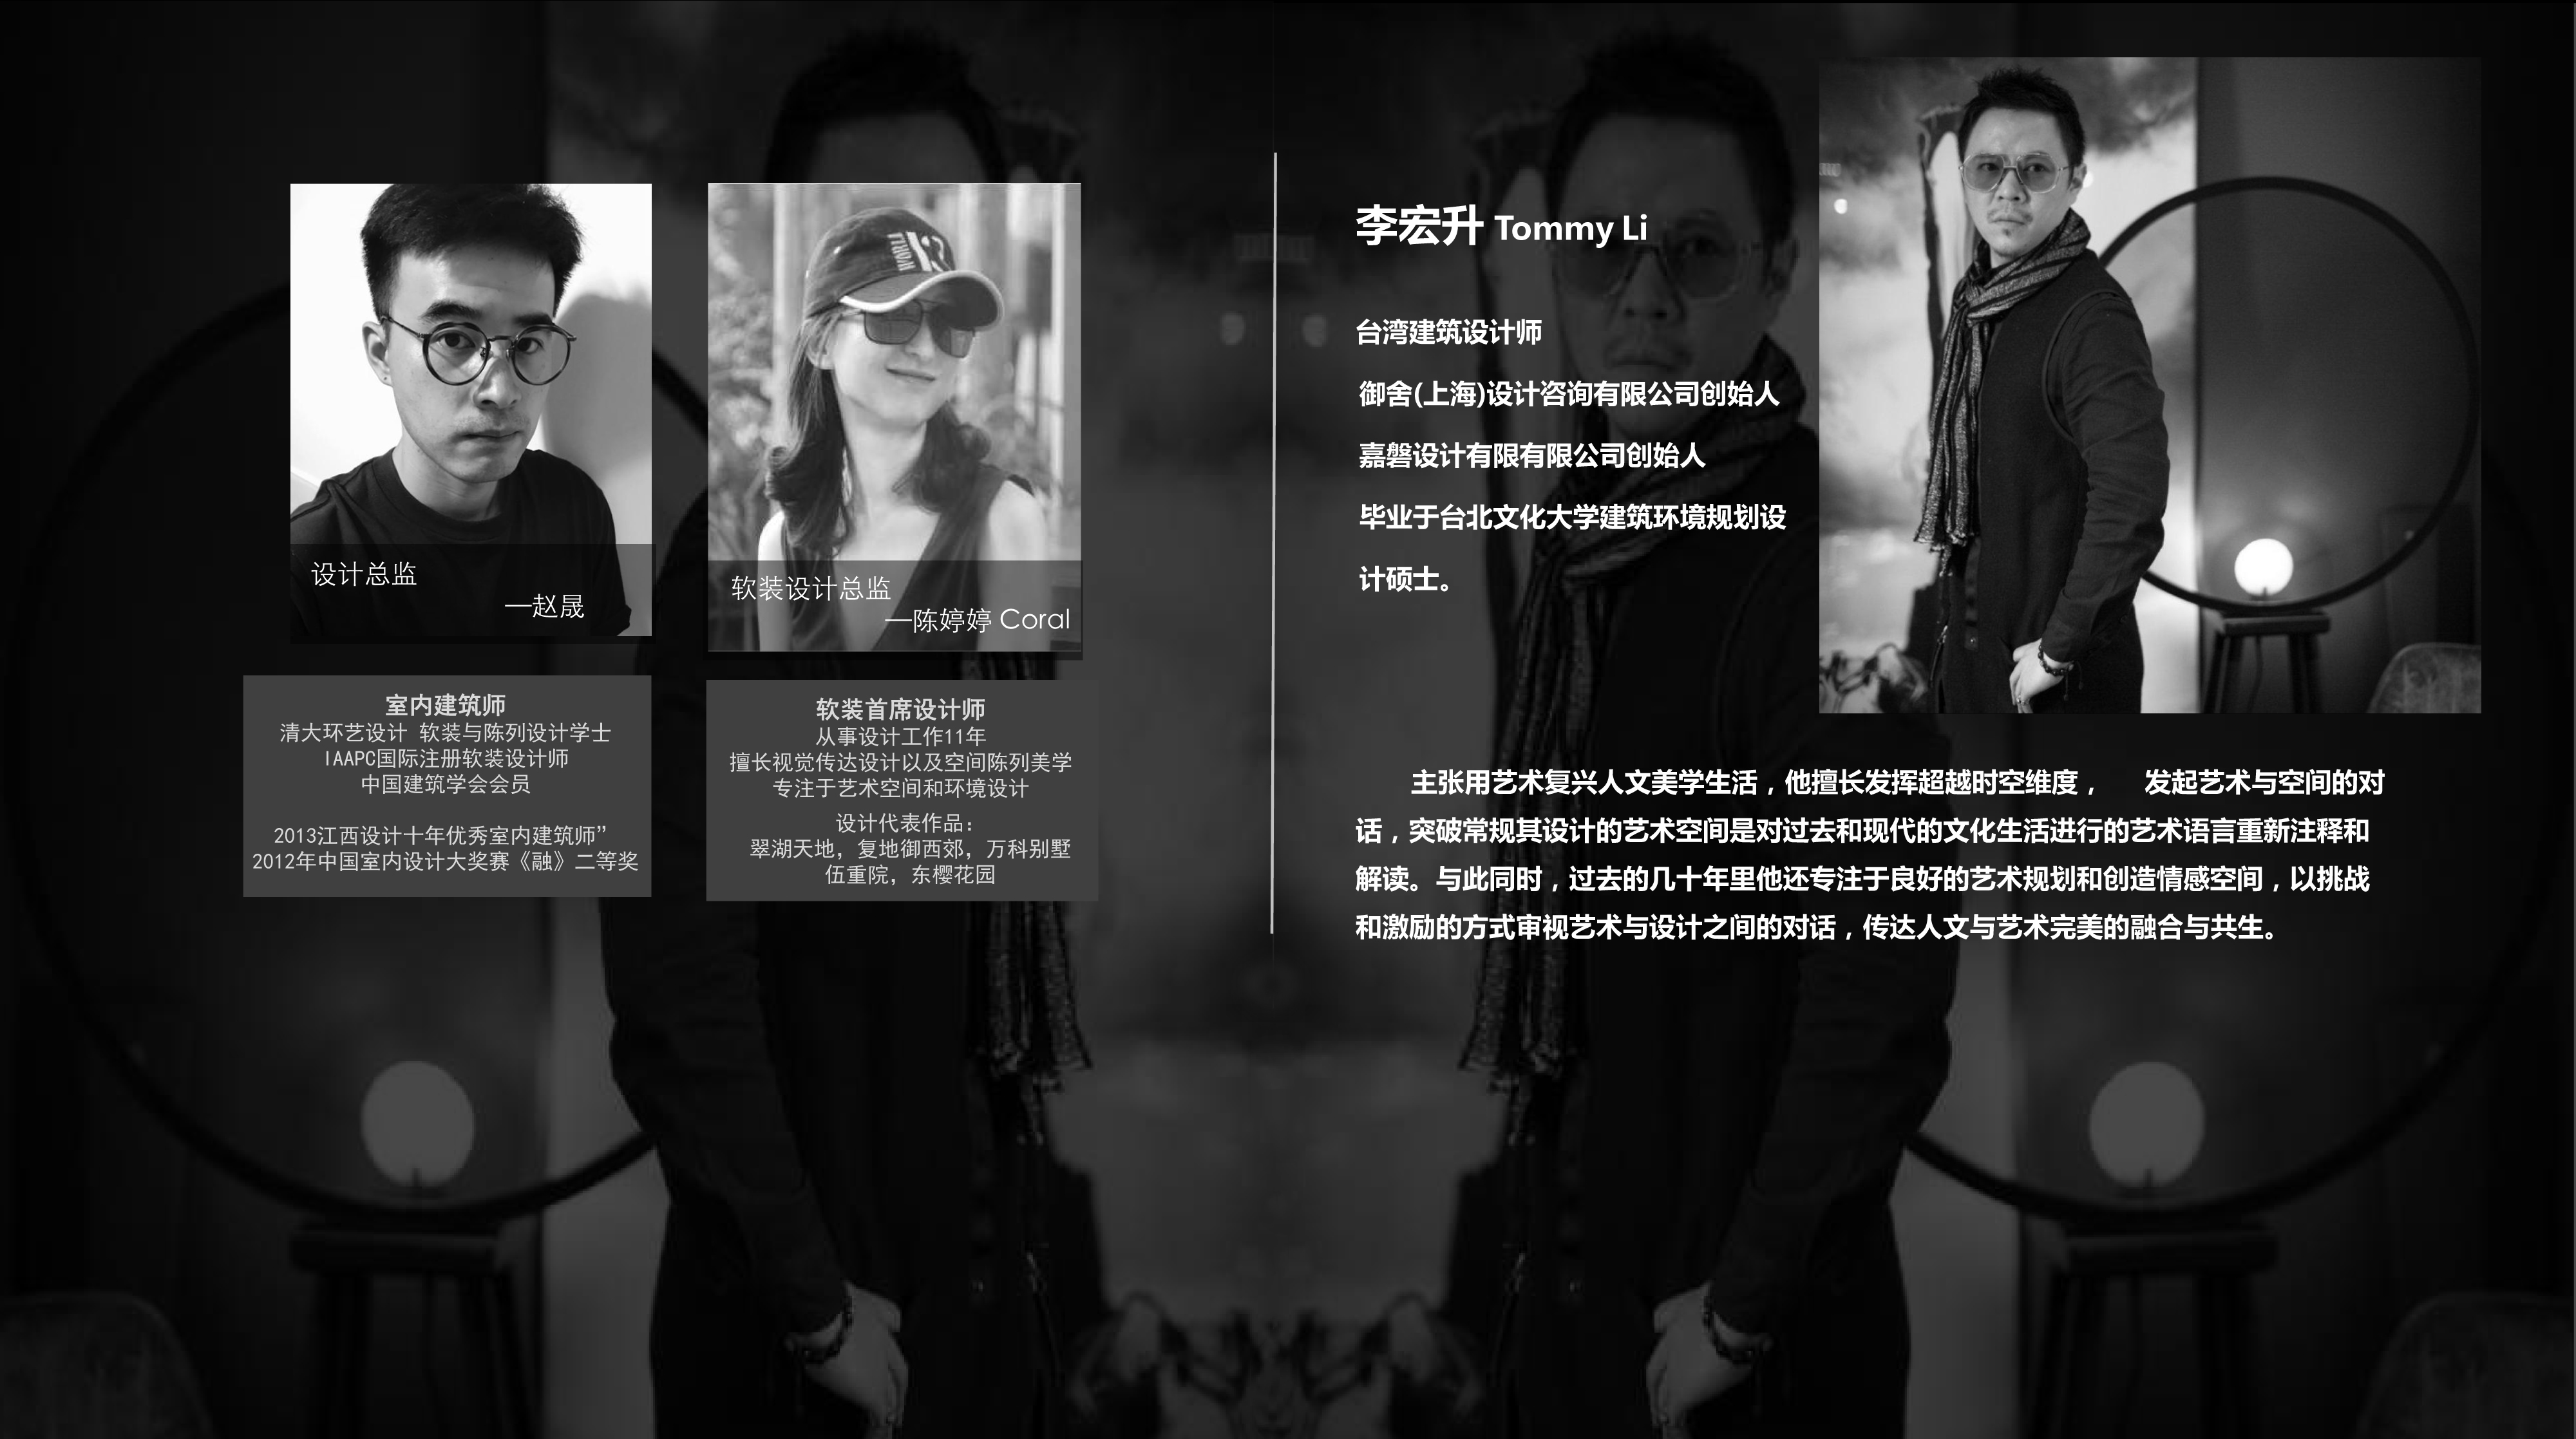 设计总监
—赵晟
室内建筑师
清大环艺设计 软装与陈列设计学士
IAAPC国际注册软装设计师
中国建筑学会会员
2013江西设计十年优秀室内建筑师”
2012年中国室内设计大奖赛《融》二等奖
WORLD
软装设计总监
—陈婷婷 Coral
软装首席设计师
从事设计工作11年
擅长视觉传达设计以及空间陈列美学
专注于艺术空间和环境设计
设计代表作品：
翠湖天地，复地御西郊，万科别墅
伍重院，东樱花园
李宏升 Tommy Li
台湾建筑设计师
御舍(上海)设计咨询有限公司创始人
嘉磐设计有限有限公司创始人
毕业于台北文化大学建筑环境规划设
计硕士。
主张用艺术复兴人文美学生活，他擅长发挥超越时空维度， 发起艺术与空间的对
话，突破常规其设计的艺术空间是对过去和现代的文化生活进行的艺术语言重新注释和
解读。与此同时，过去的几十年里他还专注于良好的艺术规划和创造情感空间，以挑战
和激励的方式审视艺术与设计之间的对话，传达人文与艺术完美的融合与共生。